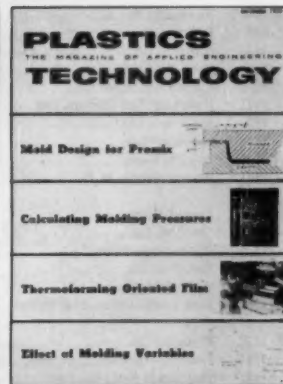 PLASTICS
THE MAGAZINE OF APPLIED ENGINEERING
TECHNOLOGY
Mold Design for Premix
Calculating Molding Pressures
Thermoforming Oriented Film
Effect of Molding Variables